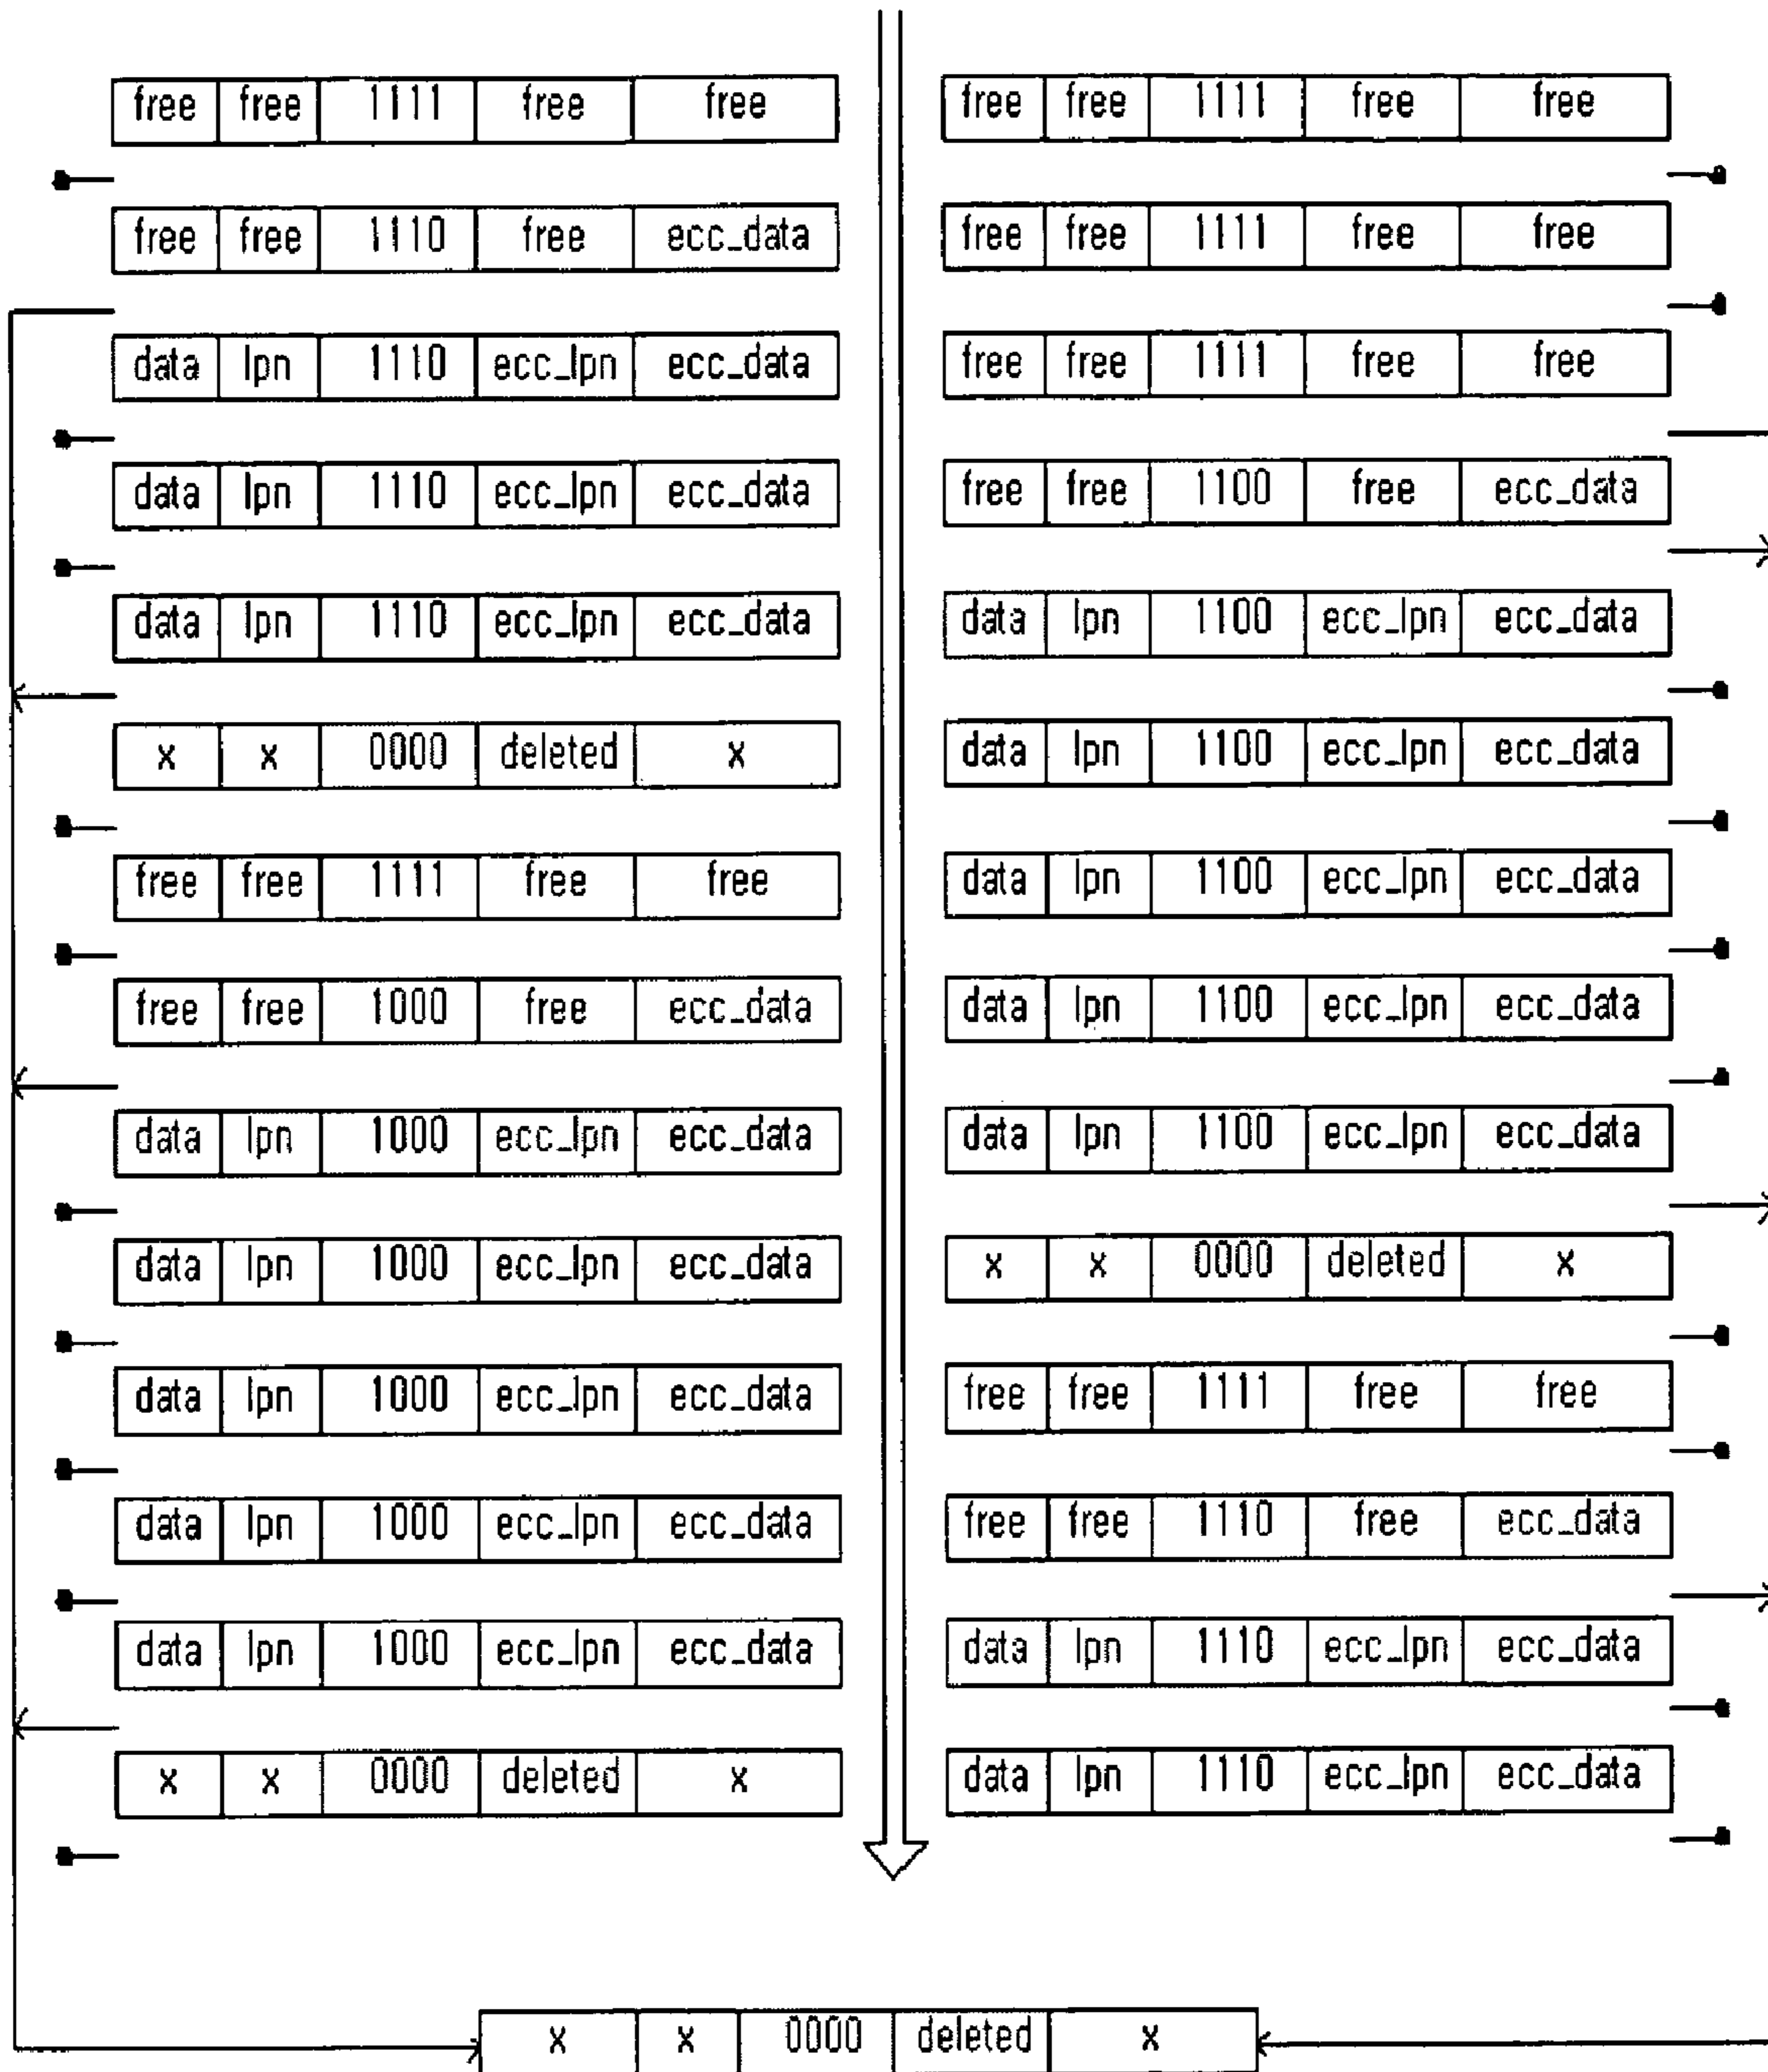 free free 1111 free free
free free 1110 free ecc_data
data lpn 1110 ecc_lpn ecc_data
data lpn 1110 ecc_lpn ecc_data
data lpn 1110 ecc_lpn ecc_data
x x 0000 deleted x
free free 1111 free free
free free 1000 free ecc_data
data lpn 1000 ecc_lpn ecc_data
data lpn 1000 ecc_lpn ecc_data
data lpn 1000 ecc_lpn ecc_data
data lpn 1000 ecc_lpn ecc_data
data lpn 1000 ecc_lpn ecc_data
x x 0000 deleted x
free free 1111 free free
free free 1111 free free
free free 1111 free free
free free 1100 free ecc_data
data lpn 1100 ecc_lpn ecc_data
data lpn 1100 ecc_lpn ecc_data
data lpn 1100 ecc_lpn ecc_data
data lpn 1100 ecc_lpn ecc_data
data lpn 1100 ecc_lpn ecc_data
x x 0000 deleted x
free free 1111 free free
free free 1110 free ecc_data
data lpn 1110 ecc_lpn ecc_data
data lpn 1110 ecc_lpn ecc_data
x x 0000 deleted x